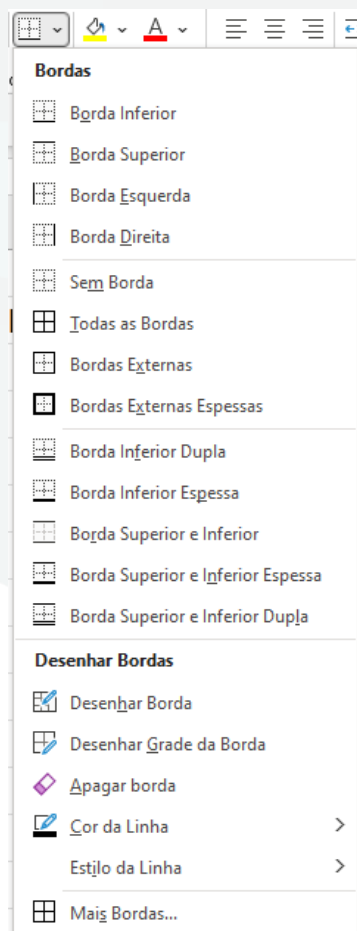 A
Bordas
Borda Inferior
Borda Superior
Borda Esquerda
Borda Direita
Sem Borda
Todas as Bordas
Bordas Externas
Bordas Externas Espessas
Borda Inferior Dupla
Borda Inferior Espessa
Borda Superior e Inferior
Borda Superior e Inferior Espessa
Borda Superior e Inferior Dupla
Desenhar Bordas
Desenhar Borda
Desenhar Grade da Borda
Apagar borda
Cor da Linha
Estilo da Linha
Mais Bordas...